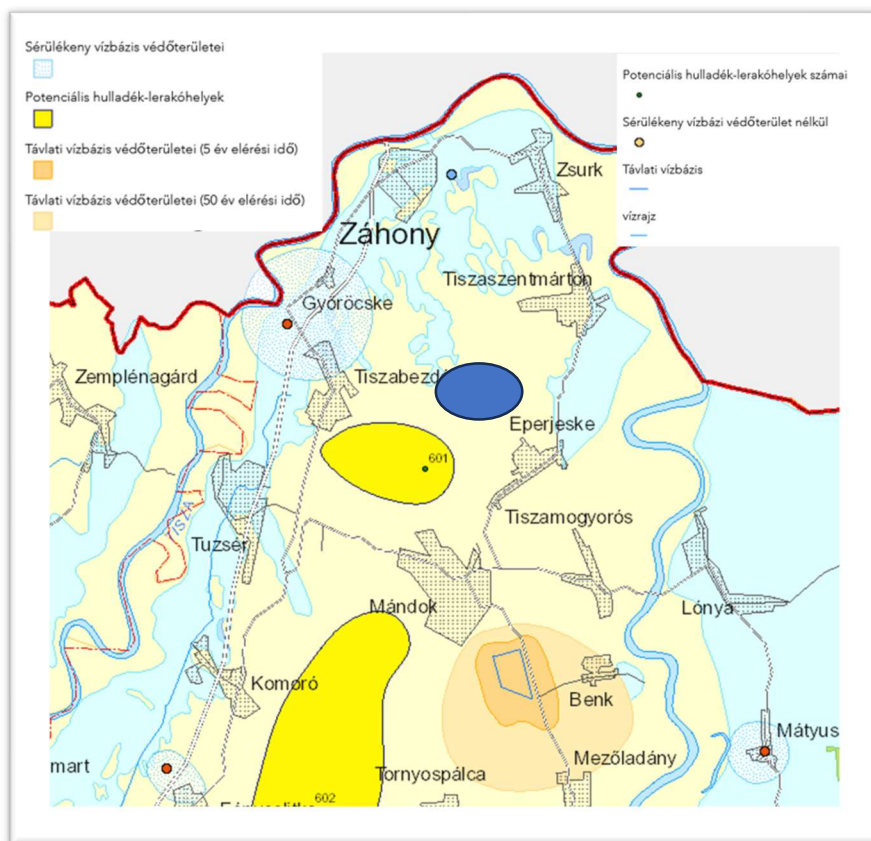 Sérülékeny vízbázis védőterületei
Potenciális hulladék-lerakóhelyek
Távlati vízbázis védőterületei (5 év elérési idő)
Távlati vízbázis védőterületei (50 év elérési idő)
Potenciális hulladék-lerakóhelyek számai
Sérülékeny vízbázi védőterület nélkül
Távlati vízbázis
vízrajz
Zsurk
Záhony
Tiszaszentmárton
Győröcske
Zemplénagárd
Eperjeske
601
Tiszamogyorós
TISZA
Tuzsér
Mándok
Lónya
Komoró
Benk
Mátyus
Mezőladány
mart
Tornyospálca
602